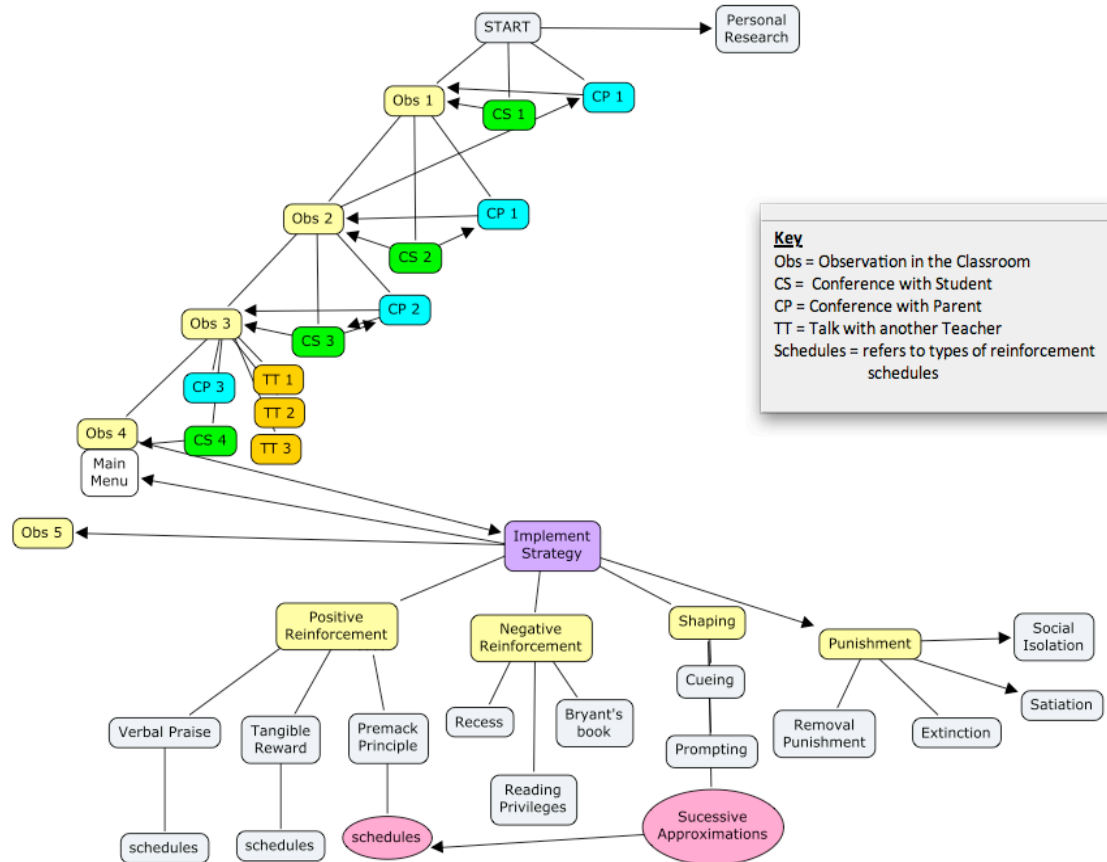 START
Personal
Research
Obs 1
CS 1
CP 1
Obs 2
CP 1
CS 2
Key
Obs = Observation in the Classroom
CS = Conference with Student
CP = Conference with Parent
TT = Talk with another Teacher
Schedules = refers to types of reinforcement
schedules
Obs 3
CS 3
CP 2
CP 3
TT 1
TT 2
TT 3
Obs 4
CS 4
Main
Menu
Obs 5
Implement
Strategy
Positive
Reinforcement
Negative
Reinforcement
Shaping
Punishment
Social
Isolation
Satiation
Cueing
Verbal Praise
Tangible
Reward
Premack
Principle
Recess
Bryant's
book
Prompting
Removal
Punishment
Extinction
Reading
Privileges
schedules
schedules
schedules
Sucessive
Approximations